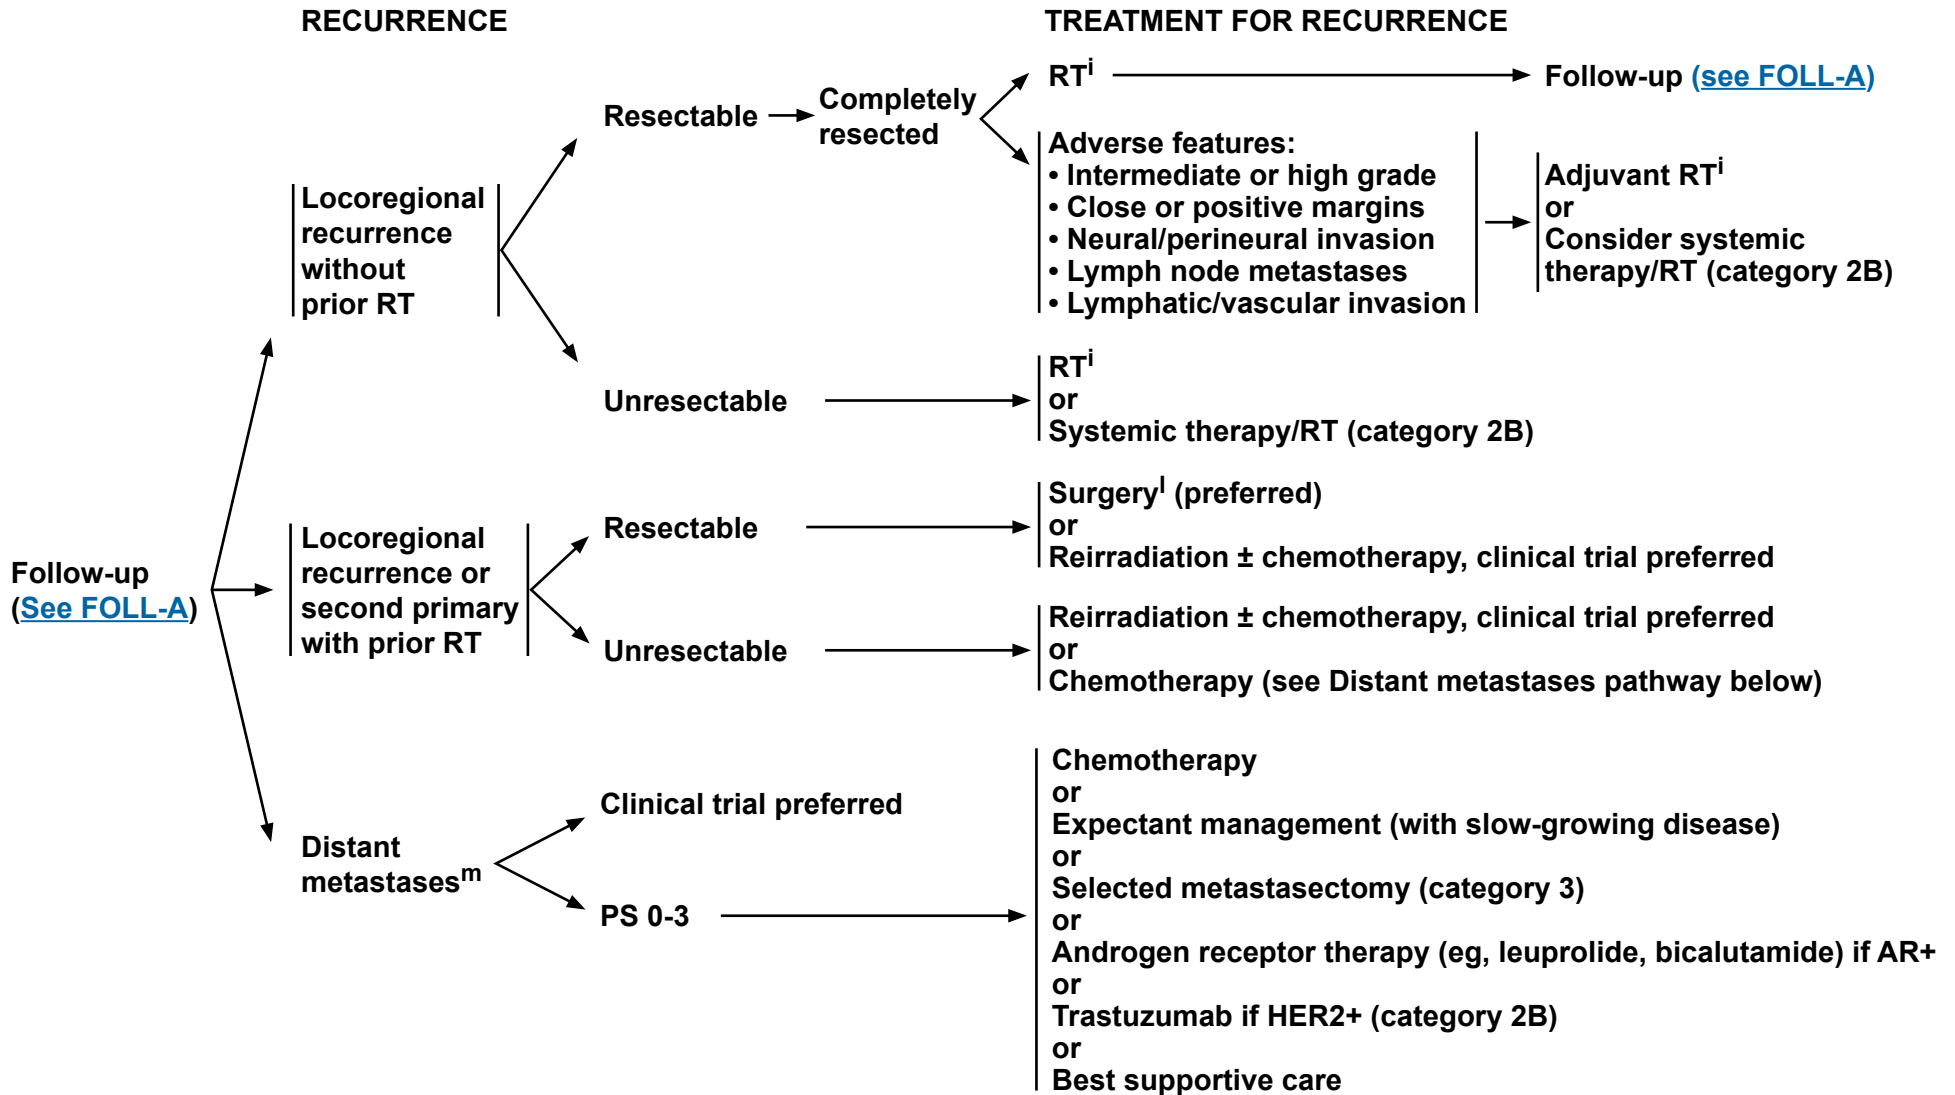 RECURRENCE
TREATMENT FOR RECURRENCE
Follow-up
(See FOLL-A)
Locoregional
recurrence
without
prior RT
Resectable
Completely
resected
RTⁱ
Follow-up (see FOLL-A)
Adverse features:
• Intermediate or high grade
• Close or positive margins
• Neural/perineural invasion
• Lymph node metastases
• Lymphatic/vascular invasion
Adjuvant RTⁱ
or
Consider systemic
therapy/RT (category 2B)
Unresectable
RTⁱ
or
Systemic therapy/RT (category 2B)
Locoregional
recurrence or
second primary
with prior RT
Resectable
Surgeryˡ (preferred)
or
Reirradiation ± chemotherapy, clinical trial preferred
Unresectable
Reirradiation ± chemotherapy, clinical trial preferred
or
Chemotherapy (see Distant metastases pathway below)
Distant
metastasesᵐ
Clinical trial preferred
PS 0-3
Chemotherapy
or
Expectant management (with slow-growing disease)
or
Selected metastasectomy (category 3)
or
Androgen receptor therapy (eg, leuprolide, bicalutamide) if AR+
or
Trastuzumab if HER2+ (category 2B)
or
Best supportive care